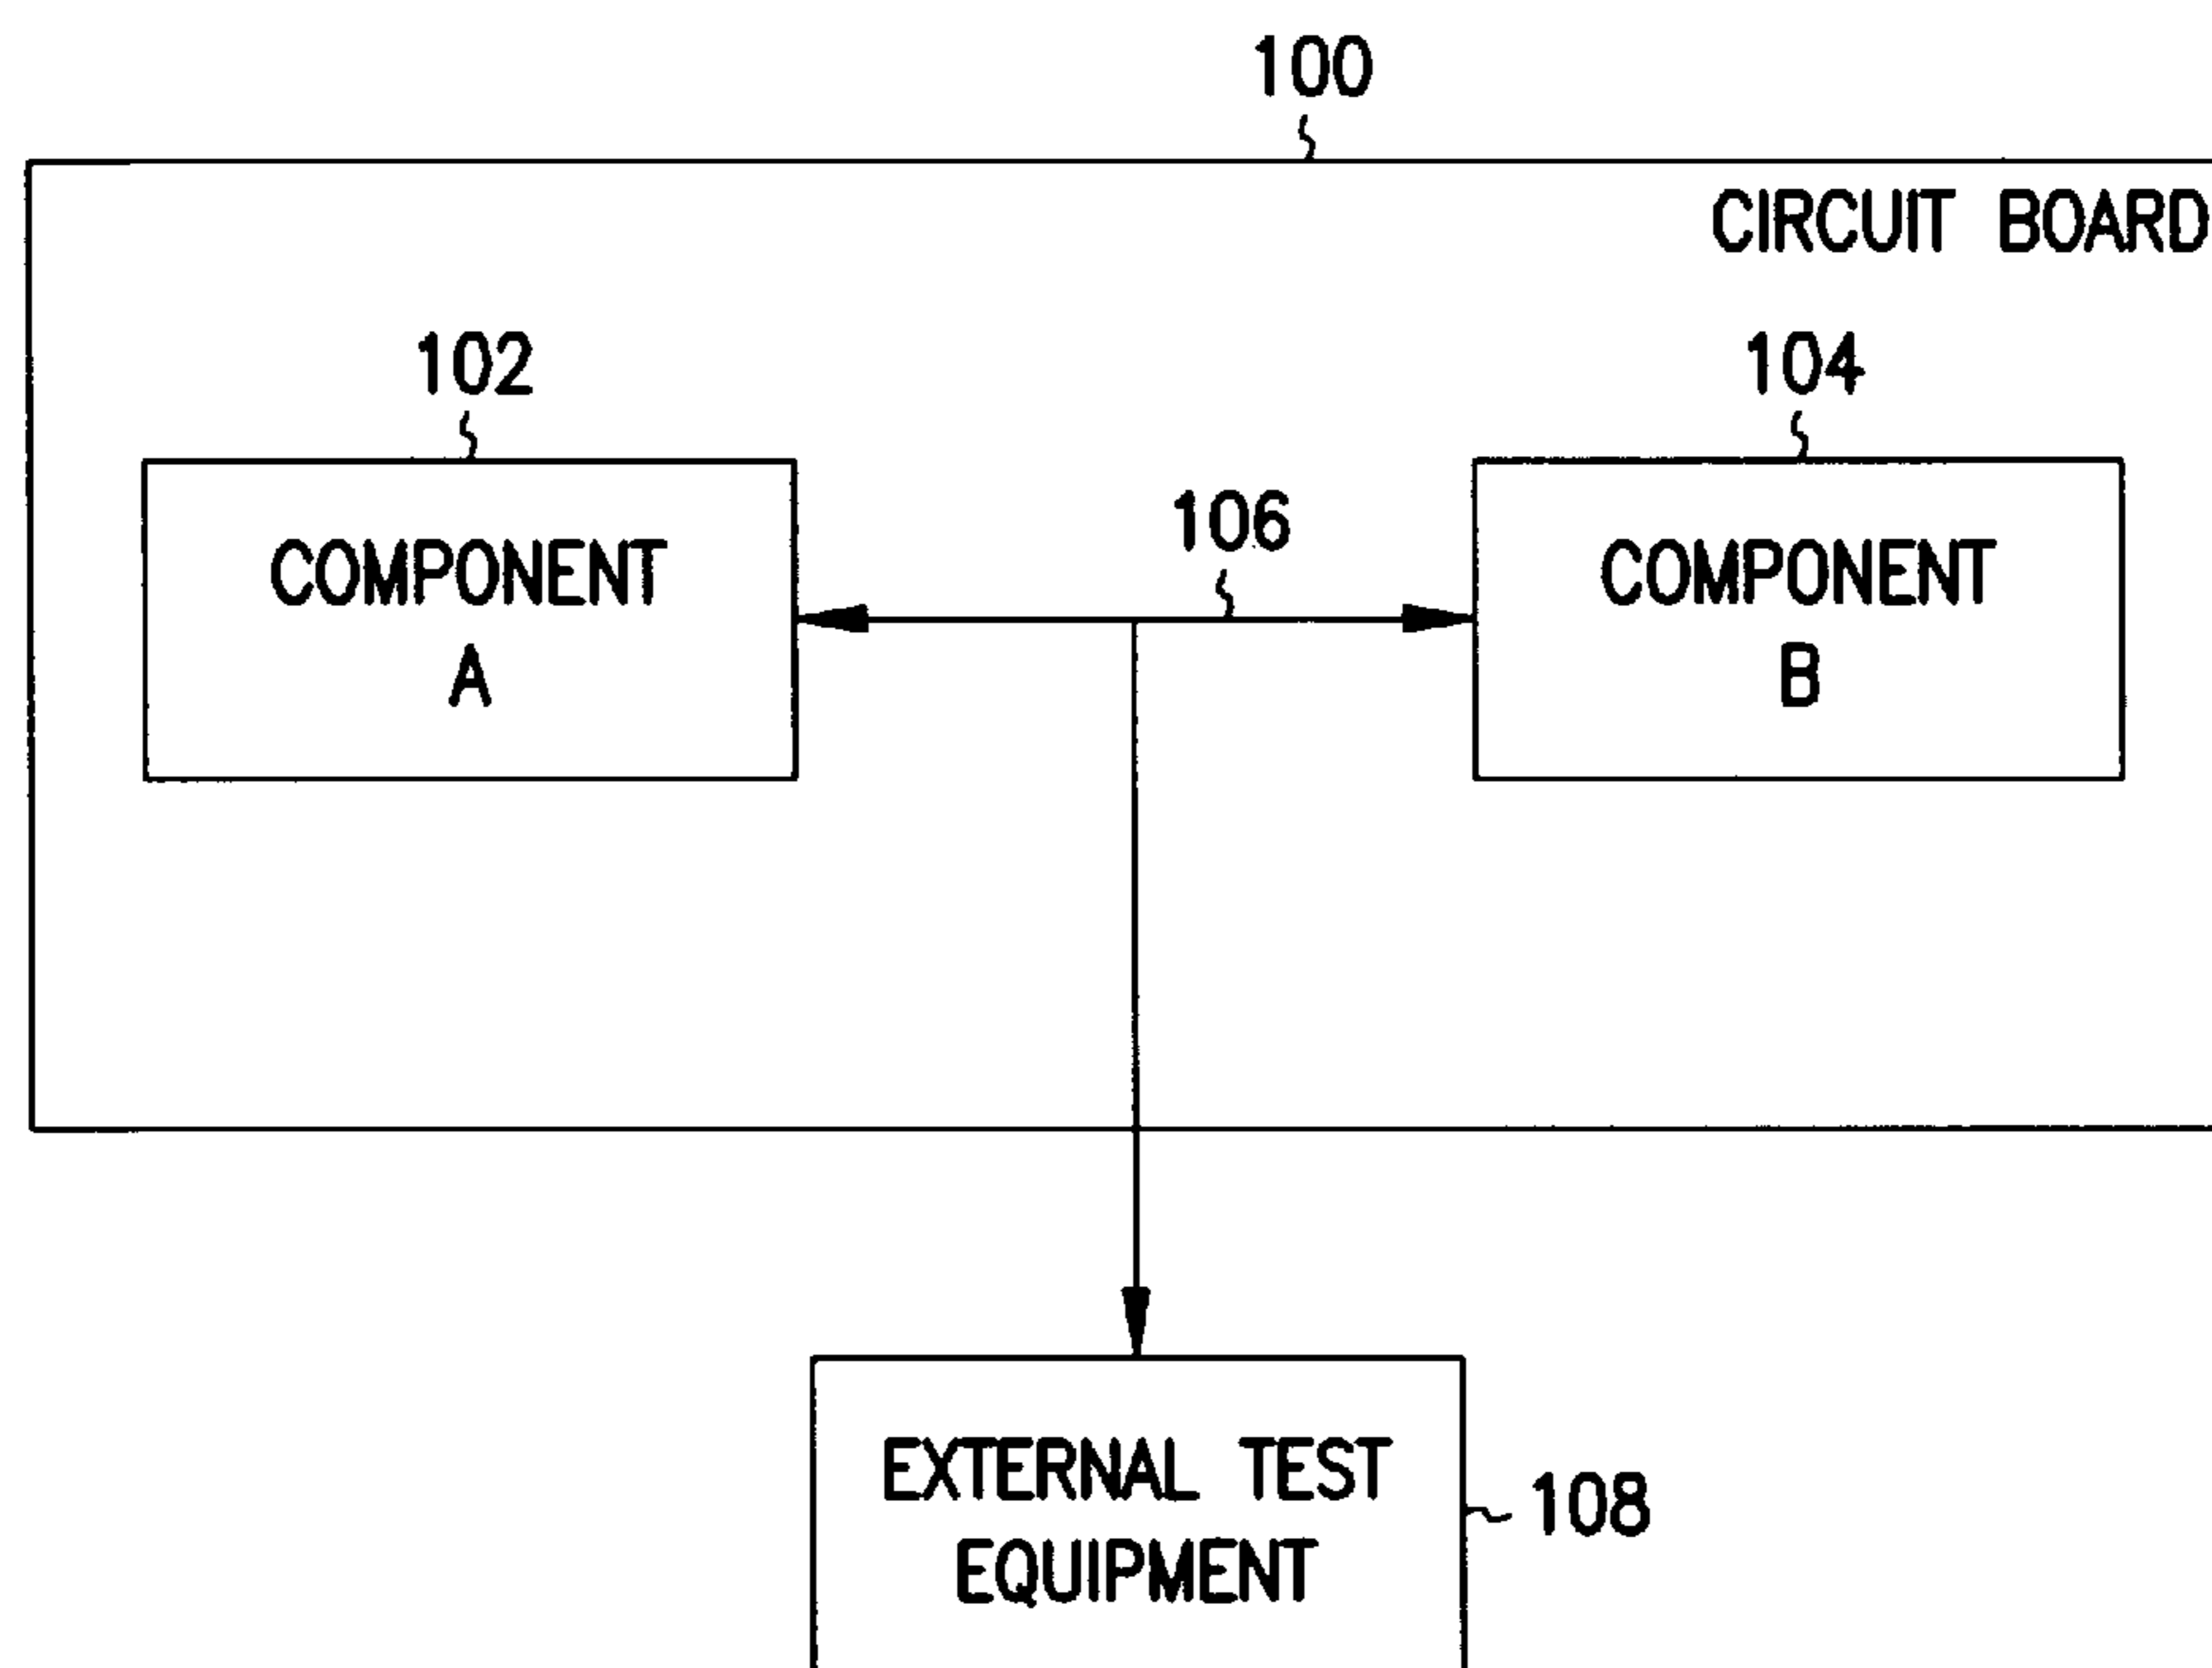 100
CIRCUIT BOARD
102
104
106
COMPONENT
A
COMPONENT
B
EXTERNAL TEST
EQUIPMENT
108